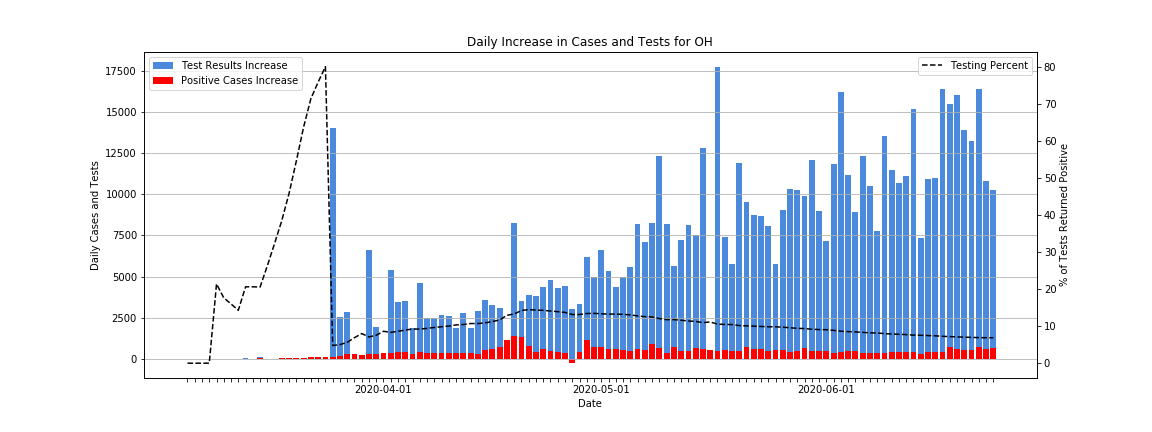 Daily Increase in Cases and Tests for OH
Test Results Increase
Positive Cases Increase
Testing Percent
17500
15000
12500
10000
7500
5000
2500
0
Daily Cases and Tests
80
70
60
50
40
30
20
10
0
% of Tests Returned Positive
2020-04-01
2020-05-01
2020-06-01
Date